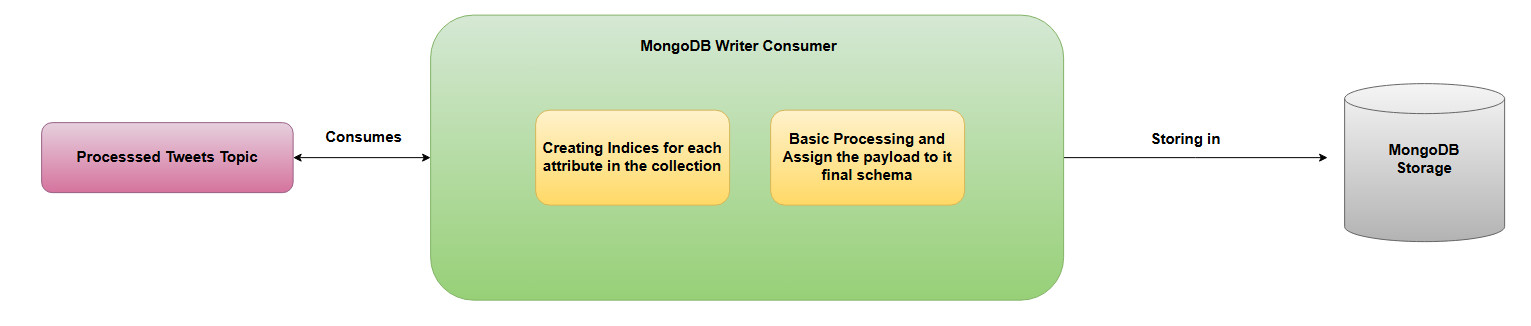 MongoDB Writer Consumer
Processsed Tweets Topic
Consumes
Creating Indices for each
attribute in the collection
Basic Processing and
Assign the payload to it
final schema
Storing in
MongoDB
Storage